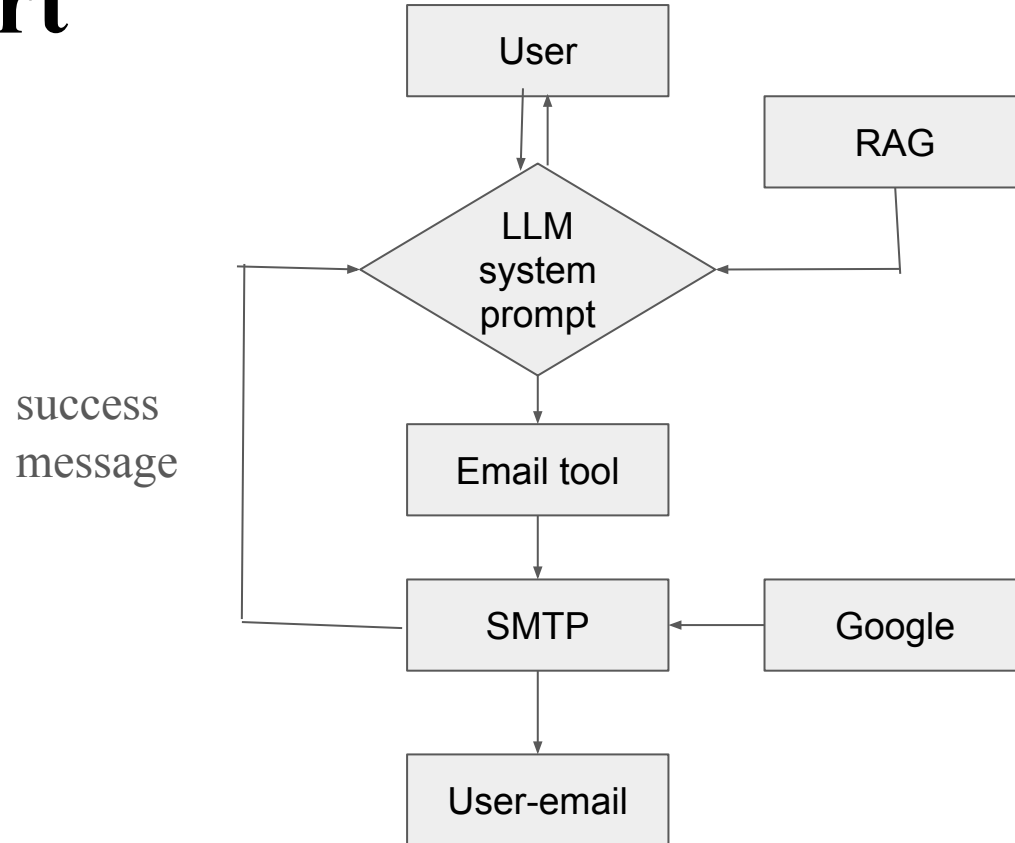 rt
User
RAG
LLM
system
prompt
success
message
Email tool
SMTP
Google
User-email